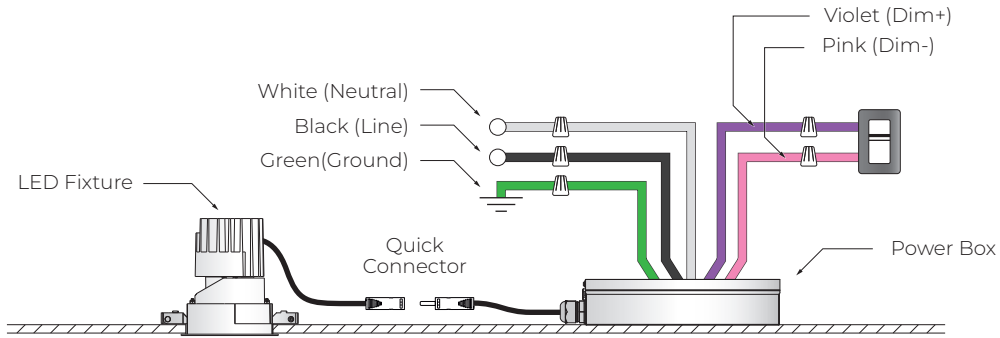 Violet (Dim+)
Pink (Dim-)
White (Neutral)
Black (Line)
Green(Ground)
LED Fixture
Quick
Connector
Power Box